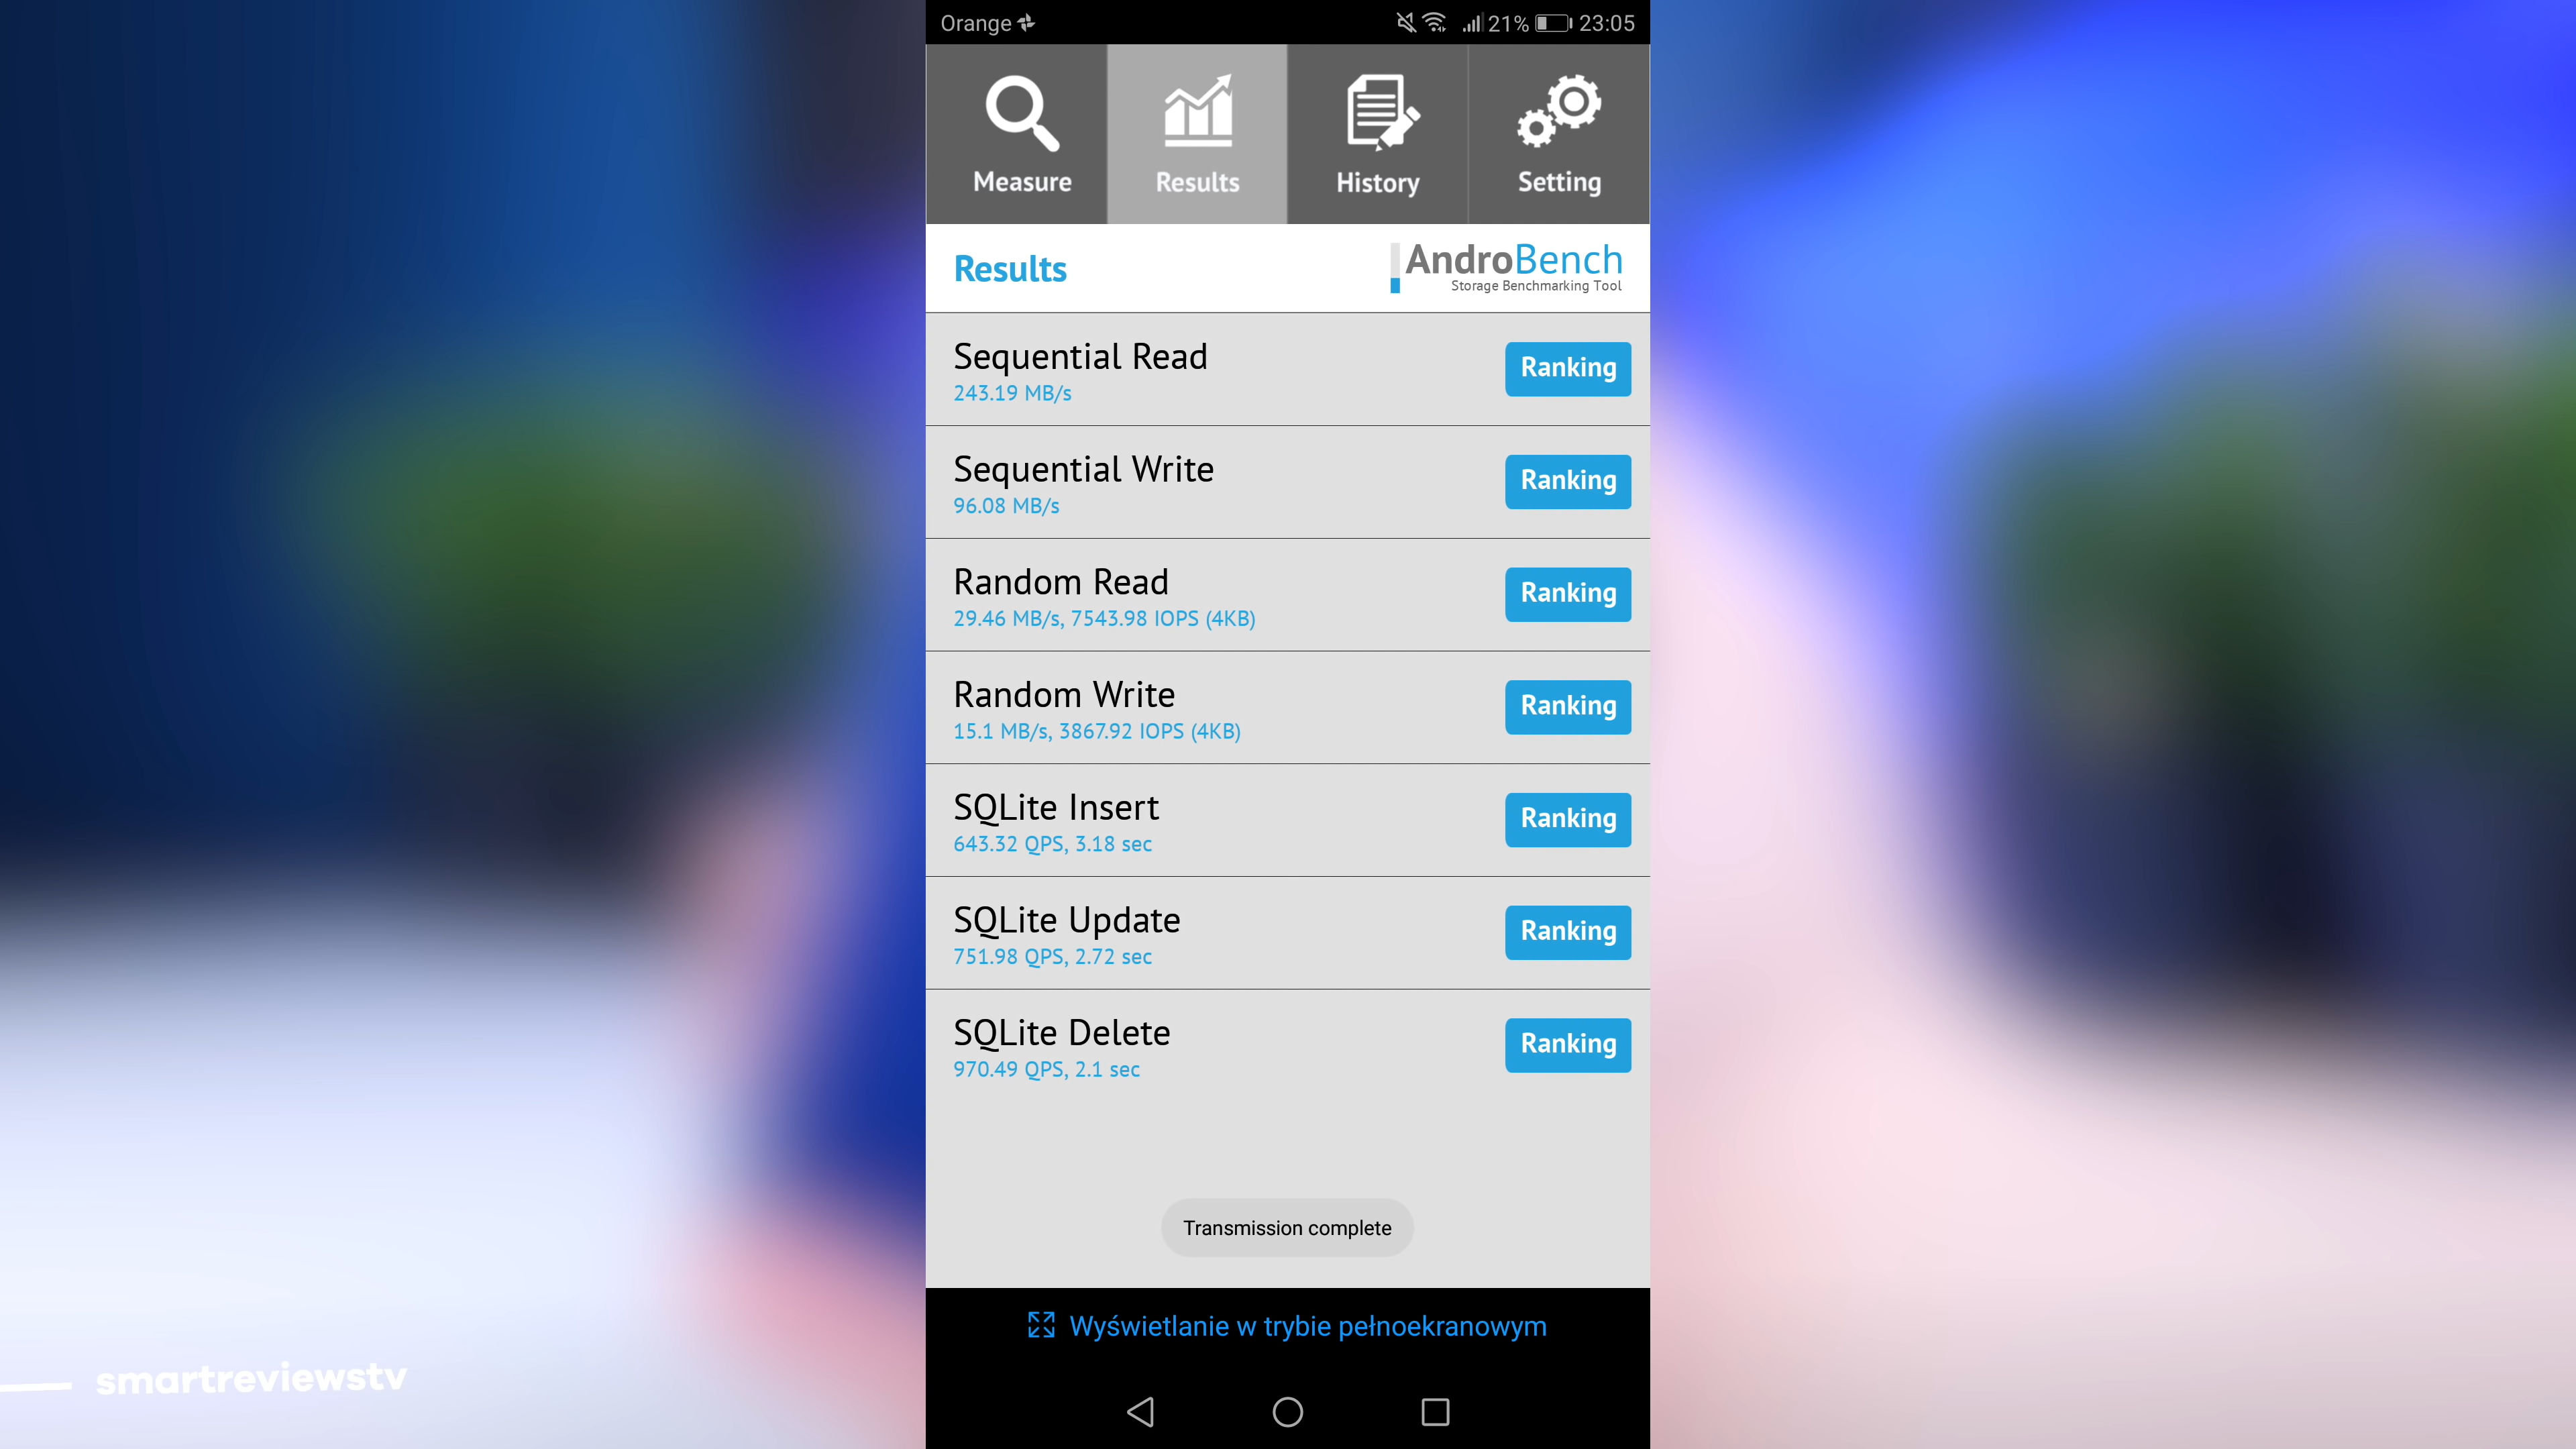 Orange 21% 23:05
Measure Results History Setting
Results AndroBench
Storage Benchmarking Tool
Sequential Read
243.19 MB/s
Ranking
Sequential Write
96.08 MB/s
Ranking
Random Read
29.46 MB/s, 7543.98 IOPS (4KB)
Ranking
Random Write
15.1 MB/s, 3867.92 IOPS (4KB)
Ranking
SQLite Insert
643.32 QPS, 3.18 sec
Ranking
SQLite Update
751.98 QPS, 2.72 sec
Ranking
SQLite Delete
970.49 QPS, 2.1 sec
Ranking
Transmission complete
Wyświetlanie w trybie pełnoekranowym
smartreviewstv